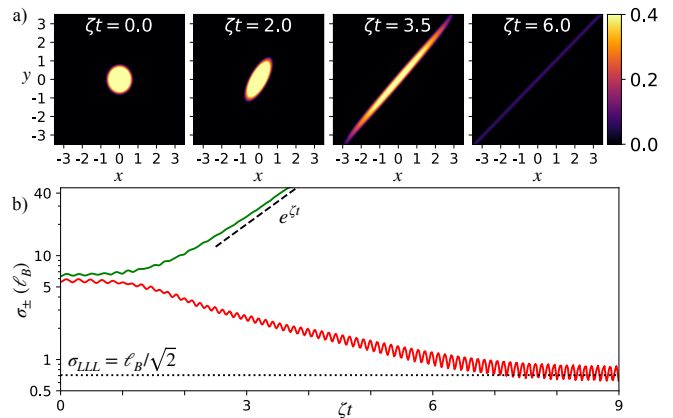 a)
ζt = 0.0
ζt = 2.0
ζt = 3.5
ζt = 6.0
3
2
1
0
-1
-2
-3
y
-3 -2 -1 0 1 2 3
-3 -2 -1 0 1 2 3
-3 -2 -1 0 1 2 3
-3 -2 -1 0 1 2 3
x
x
x
x
0.4
0.2
0.0
b)
40
10
5
1
0.5
σ± (ℓB)
e^ζt
σLLL = ℓB/√2
0 3 6 9
ζt